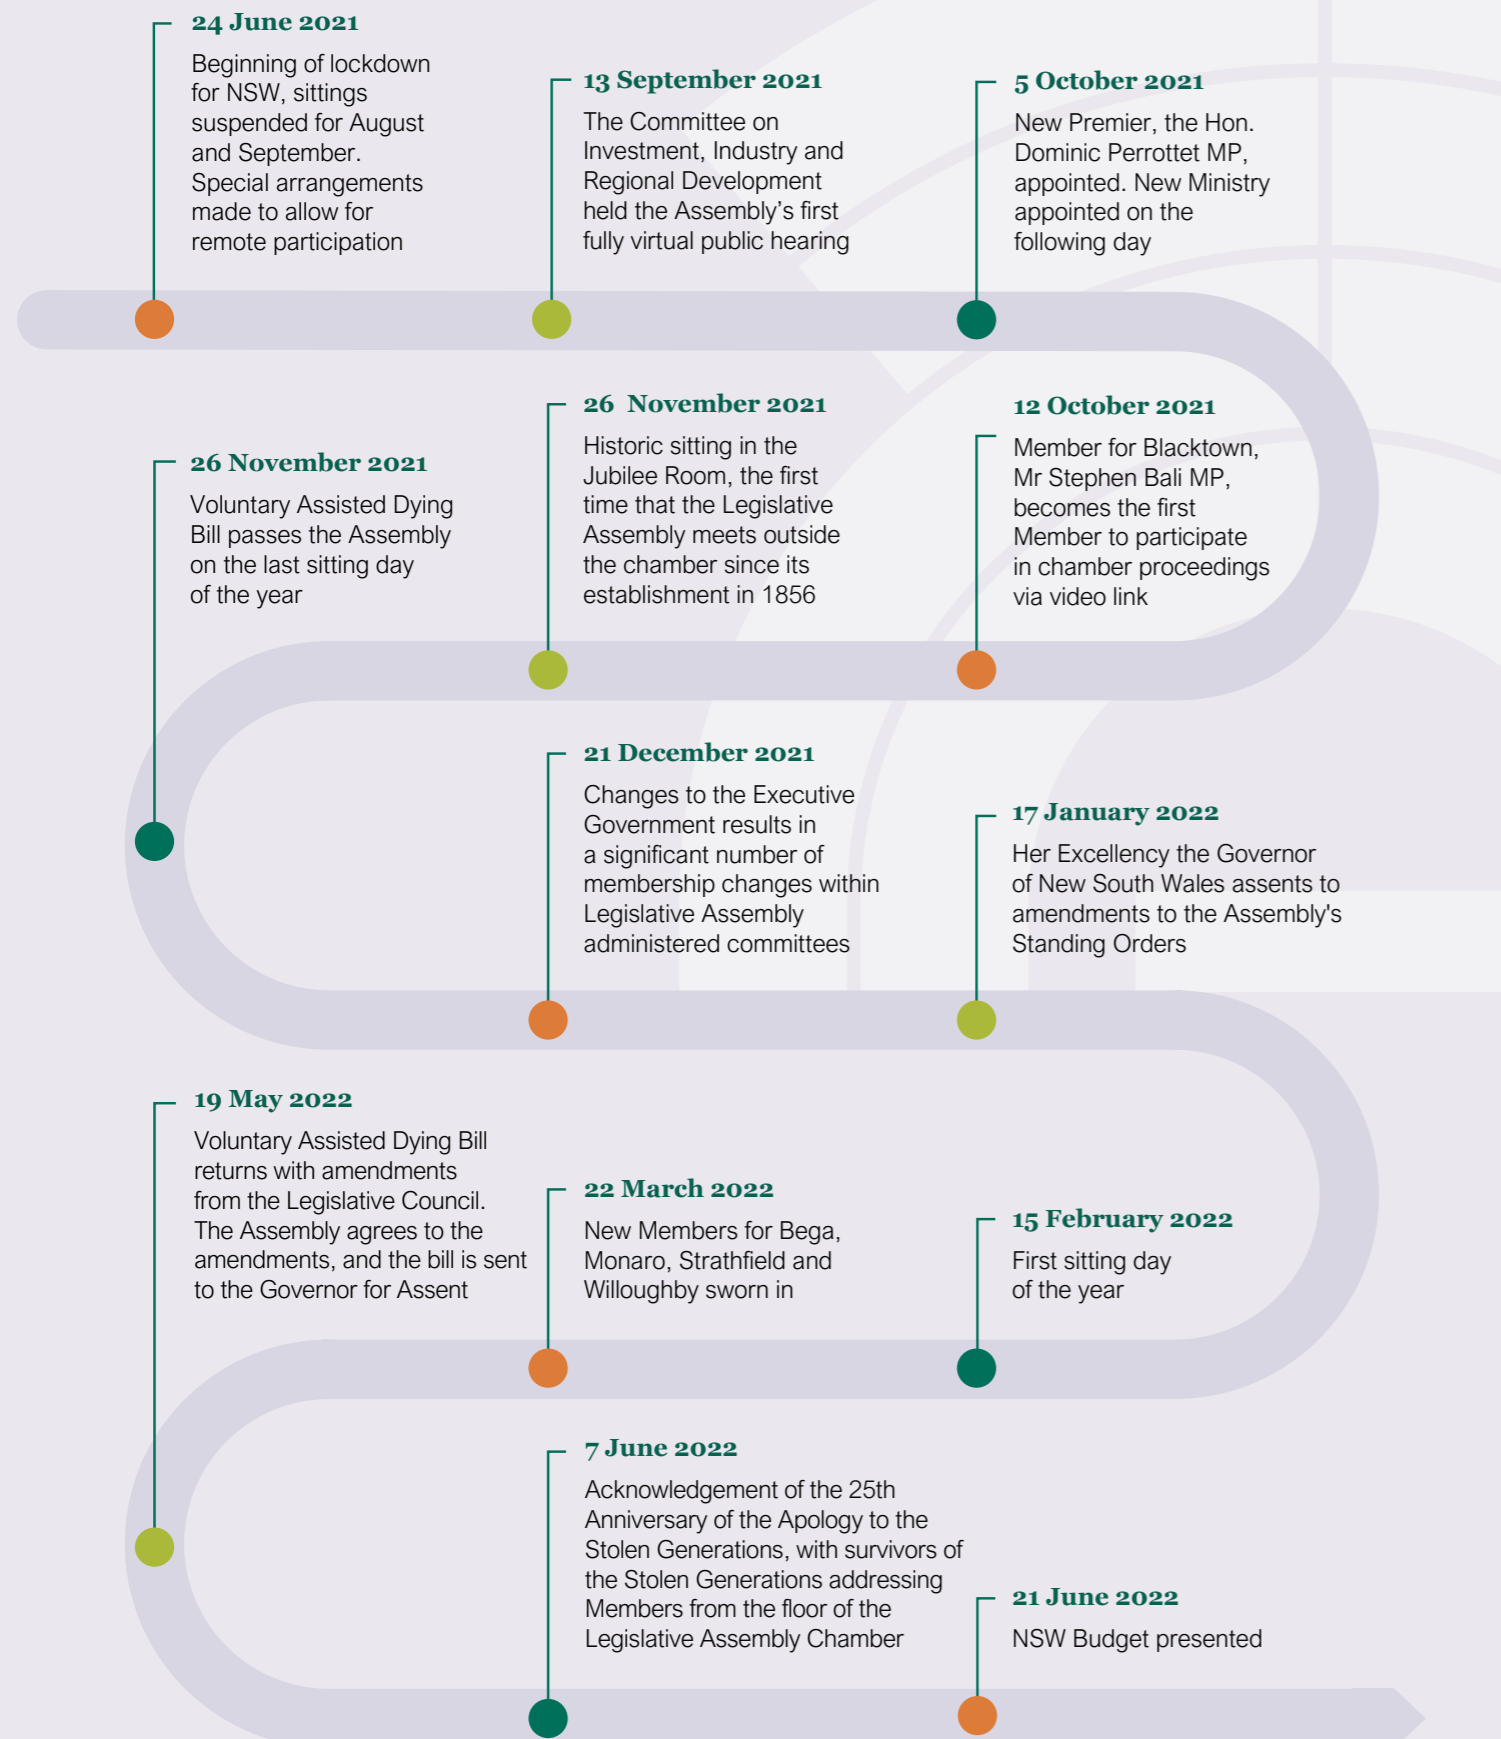 24 June 2021
Beginning of lockdown
for NSW, sittings
suspended for August
and September.
Special arrangements
made to allow for
remote participation
13 September 2021
The Committee on
Investment, Industry and
Regional Development
held the Assembly’s first
fully virtual public hearing
5 October 2021
New Premier, the Hon.
Dominic Perrottet MP,
appointed. New Ministry
appointed on the
following day
12 October 2021
Member for Blacktown,
Mr Stephen Bali MP,
becomes the first
Member to participate
in chamber proceedings
via video link
26 November 2021
Historic sitting in the
Jubilee Room, the first
time that the Legislative
Assembly meets outside
the chamber since its
establishment in 1856
26 November 2021
Voluntary Assisted Dying
Bill passes the Assembly
on the last sitting day
of the year
21 December 2021
Changes to the Executive
Government results in
a significant number of
membership changes within
Legislative Assembly
administered committees
17 January 2022
Her Excellency the Governor
of New South Wales assents to
amendments to the Assembly's
Standing Orders
15 February 2022
First sitting day
of the year
22 March 2022
New Members for Bega,
Monaro, Strathfield and
Willoughby sworn in
19 May 2022
Voluntary Assisted Dying Bill
returns with amendments
from the Legislative Council.
The Assembly agrees to the
amendments, and the bill is sent
to the Governor for Assent
7 June 2022
Acknowledgement of the 25th
Anniversary of the Apology to the
Stolen Generations, with survivors of
the Stolen Generations addressing
Members from the floor of the
Legislative Assembly Chamber
21 June 2022
NSW Budget presented